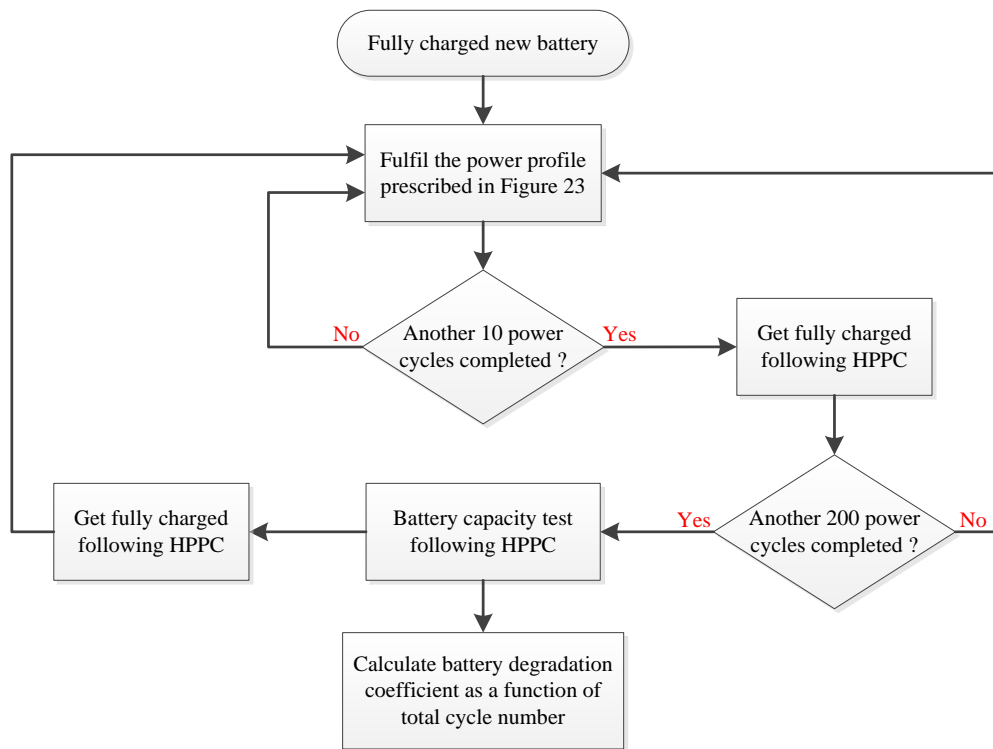 Fully charged new battery
Fulfil the power profile
prescribed in Figure 23
No
Another 10 power
cycles completed ?
Yes
Get fully charged
following HPPC
Get fully charged
following HPPC
Battery capacity test
following HPPC
Yes
Another 200 power
cycles completed ?
No
Calculate battery degradation
coefficient as a function of
total cycle number